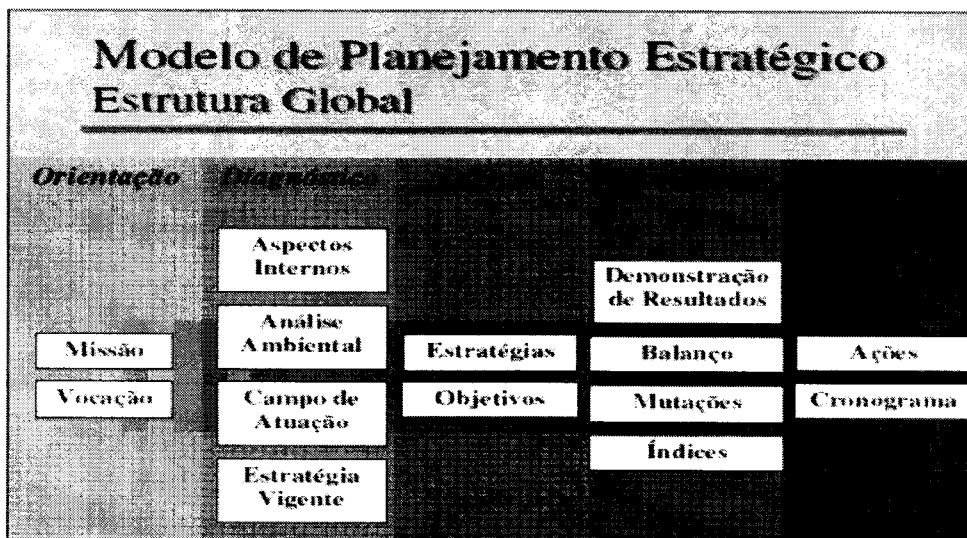 Modelo de Planejamento Estratégico
Estrutura Global
Orientação
Diagnóstico
Missão
Vocação
Aspectos
Internos
Análise
Ambiental
Campo de
Atuação
Estratégia
Vigente
Estratégias
Objetivos
Demonstração
de Resultados
Balanço
Mutações
Índices
Ações
Cronograma